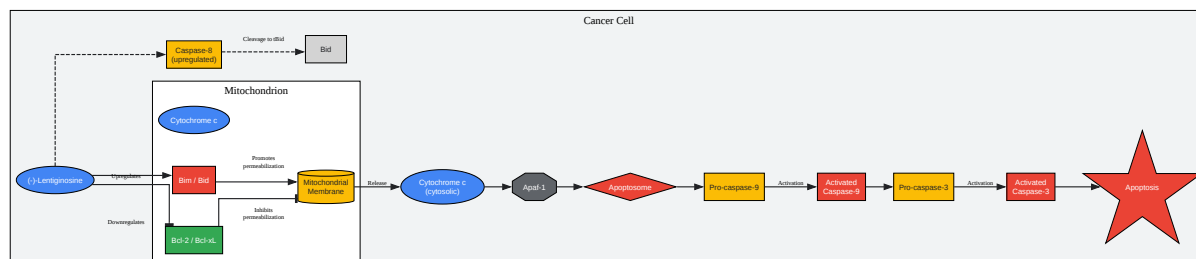 Cancer Cell
Caspase-8
(upregulated)
Cleavage to tBid
Bid
Mitochondrion
Cytochrome c
(-)-Lentiginosine
Upregulates
Downregulates
Bim / Bid
Promotes
permeabilization
Bcl-2 / Bcl-xL
Inhibits
permeabilization
Mitochondrial
Membrane
Release
Cytochrome c
(cytosolic)
Apaf-1
Apoptosome
Pro-caspase-9
Activation
Activated
Caspase-9
Pro-caspase-3
Activation
Activated
Caspase-3
Apoptosis